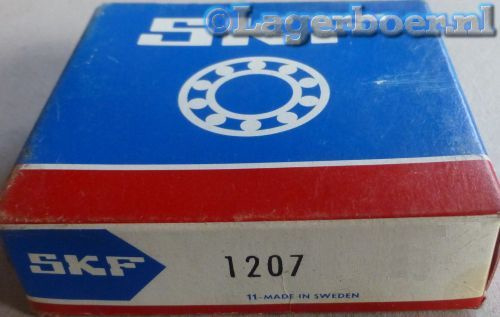 ©Lagerboer.nl
SKF
SKF
1207
11-MADE IN SWEDEN